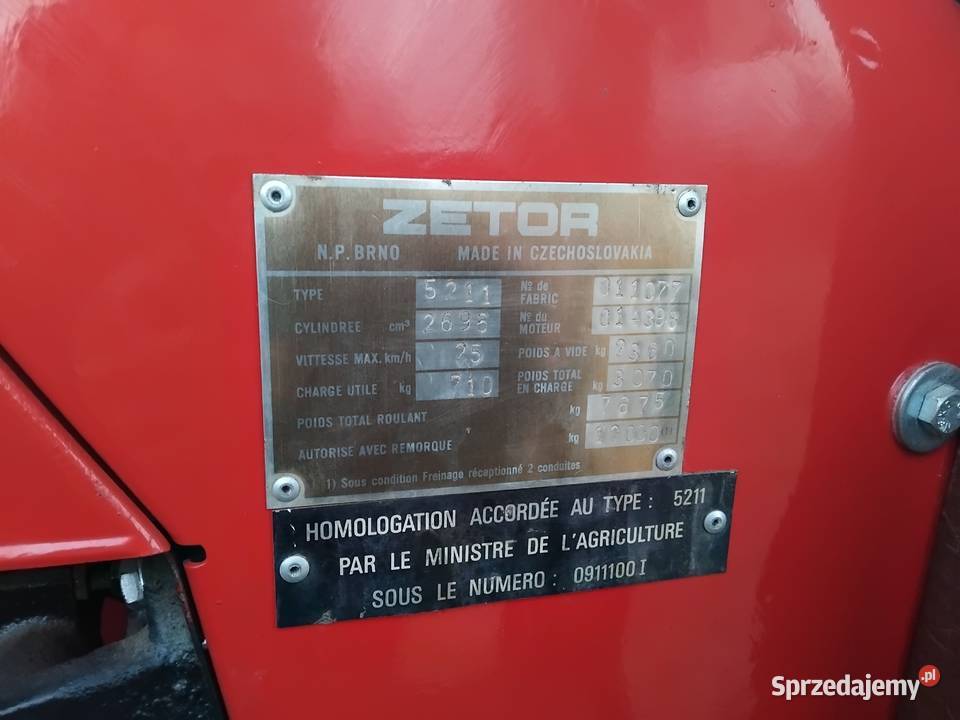 ZETOR
N.P. BRNO MADE IN CZECHOSLOVAKIA
TYPE 5211 Nº de FABRIC 011077
CYLINDREE cm³ 2696 Nº du MOTEUR
VITTESSE MAX. km/h 25 POIDS A VIDE kg 2360
CHARGE UTILE kg 710 POIDS TOTAL EN CHARGE kg 3070
POIDS TOTAL ROULANT kg 7675
AUTORISE AVEC REMORQUE kg
1) Sous condition Freinage réceptionné 2 conduites
HOMOLOGATION ACCORDÉE AU TYPE : 5211
PAR LE MINISTRE DE L'AGRICULTURE
SOUS LE NUMERO : 0911100 I
Sprzedajemy.pl